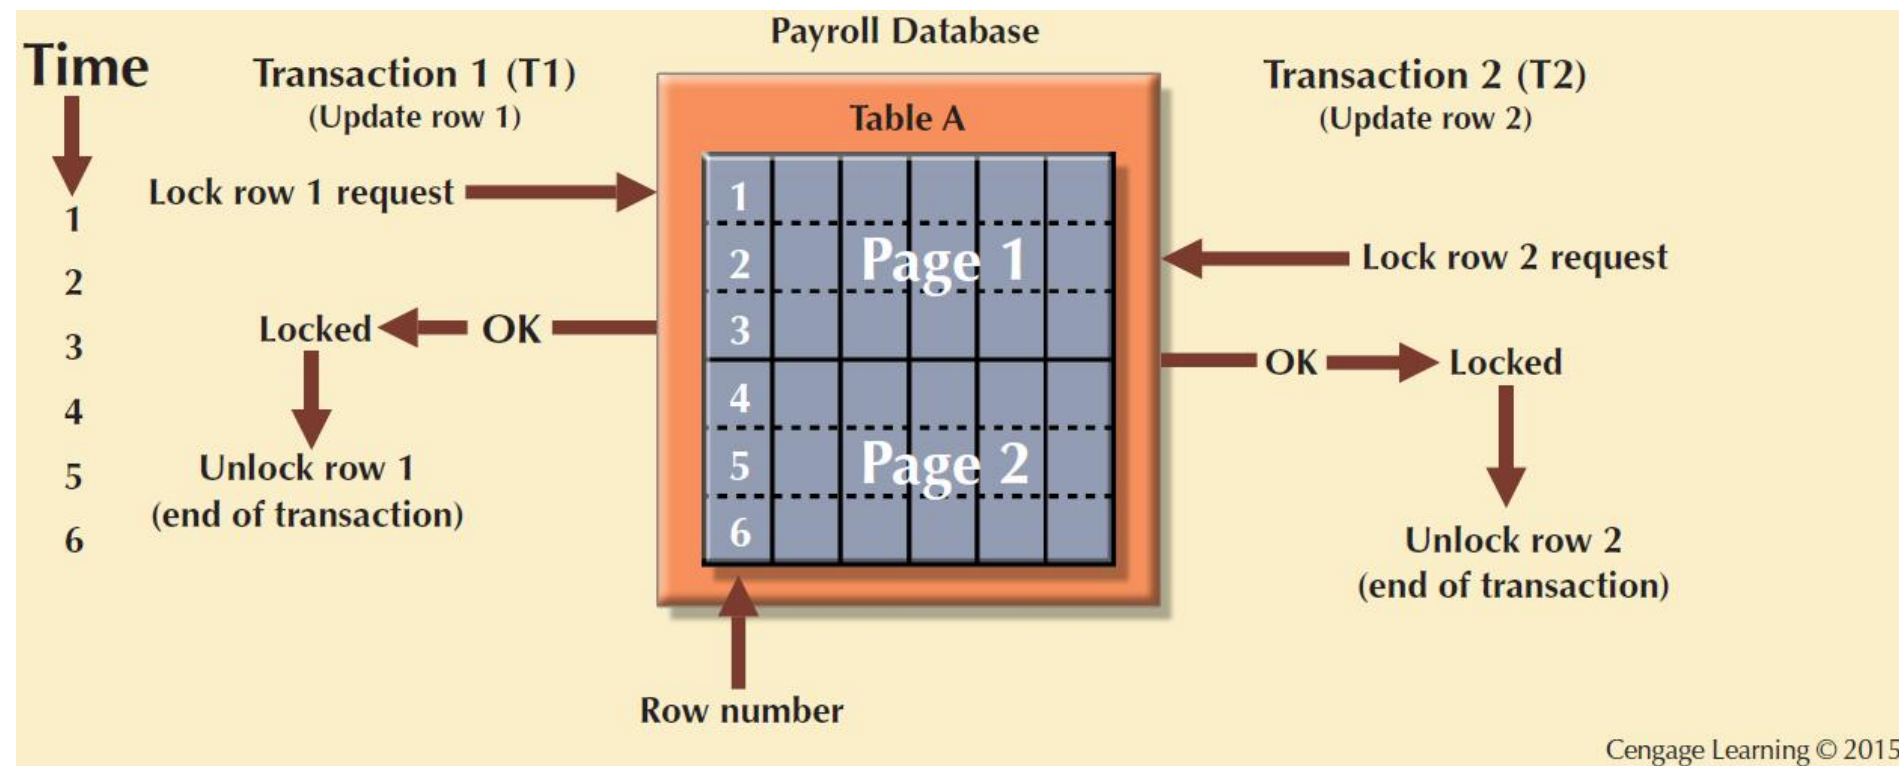 Payroll Database
Time
Transaction 1 (T1)
(Update row 1)
Table A
Transaction 2 (T2)
(Update row 2)
1
Lock row 1 request
1
2
2
Page 1
Lock row 2 request
3
Locked
OK
3
OK
Locked
4
4
5
Unlock row 1
(end of transaction)
5
Page 2
6
6
Unlock row 2
(end of transaction)
Row number
Cengage Learning © 2015